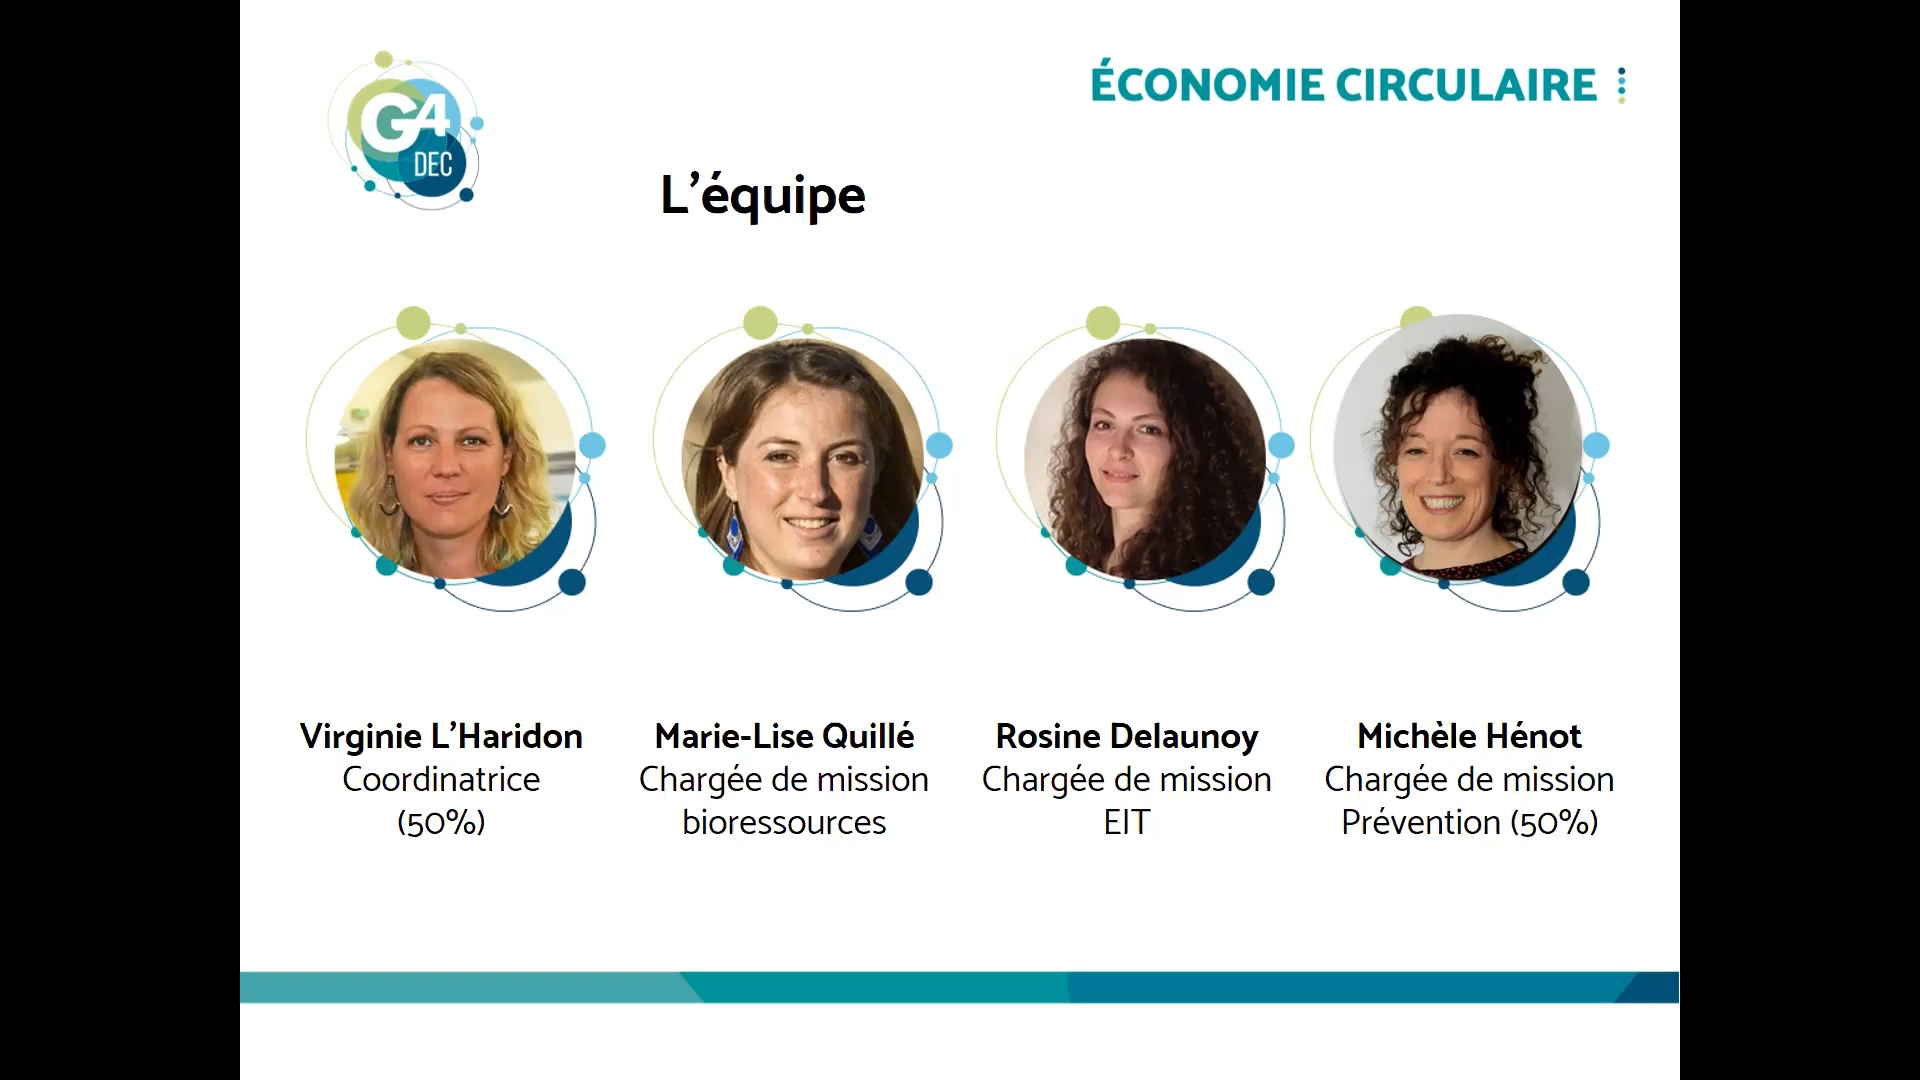 G4
DEC
ÉCONOMIE CIRCULAIRE
L'équipe
Virginie L'Haridon
Coordinatrice
(50%)
Marie-Lise Quillé
Chargée de mission
bioressources
Rosine Delaunoy
Chargée de mission
EIT
Michèle Hénot
Chargée de mission
Prévention (50%)